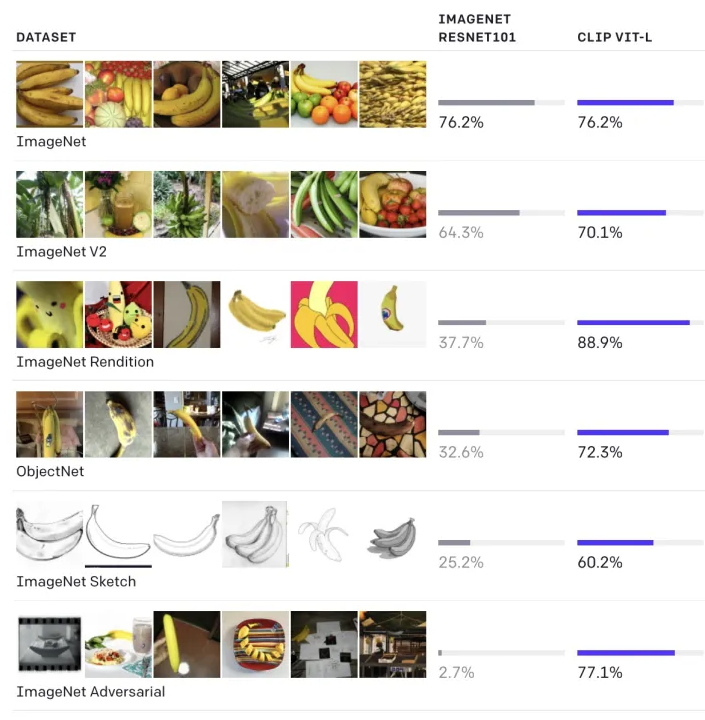 DATASET
IMAGENET
RESNET101
CLIP VIT-L
ImageNet
76.2%
76.2%
ImageNet V2
64.3%
70.1%
ImageNet Rendition
37.7%
88.9%
ObjectNet
32.6%
72.3%
ImageNet Sketch
25.2%
60.2%
ImageNet Adversarial
2.7%
77.1%